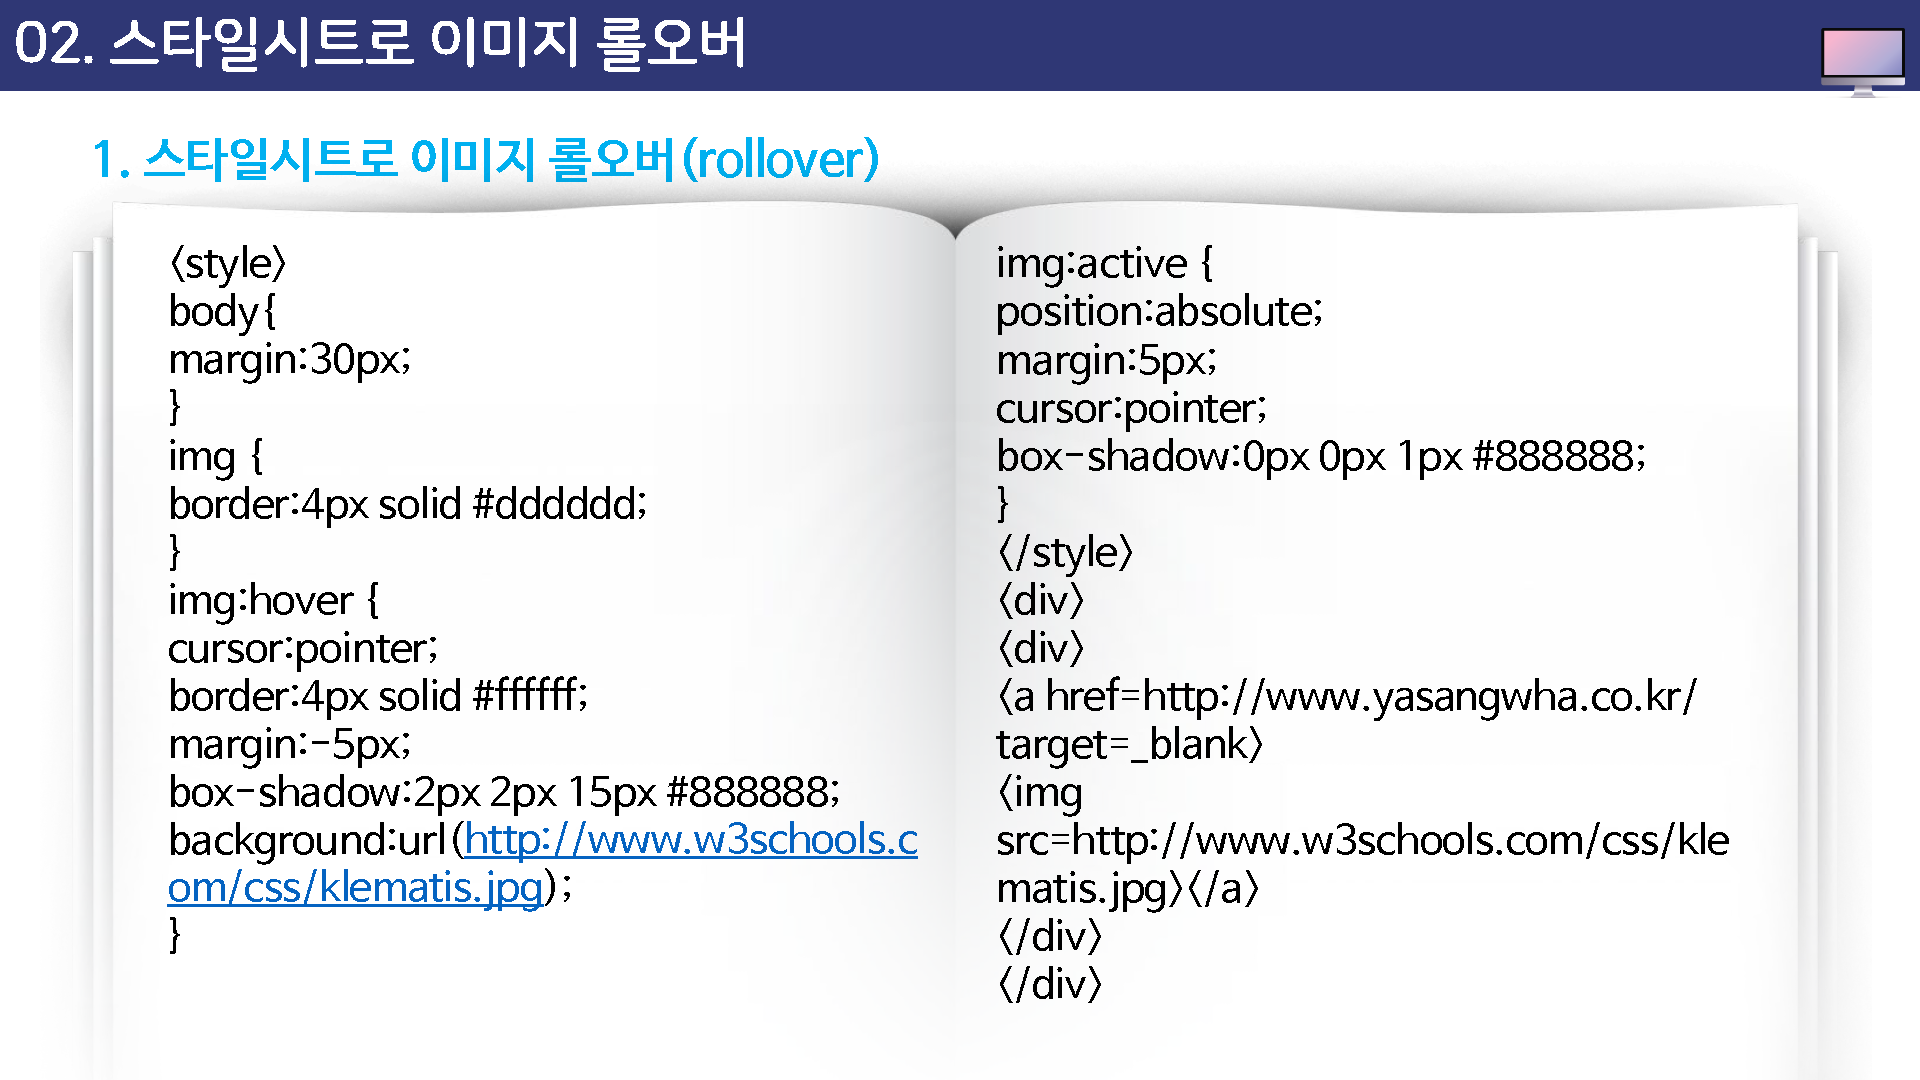 02. 스타일시트로 이미지 롤오버
1. 스타일시트로 이미지 롤오버(rollover)
<style>
body{
margin:30px;
}
img {
border:4px solid #dddddd;
}
img:hover {
cursor:pointer;
border:4px solid #ffffff;
margin:-5px;
box-shadow:2px 2px 15px #888888;
background:url(http://www.w3schools.c
om/css/klematis.jpg);
}
img:active {
position:absolute;
margin:5px;
cursor:pointer;
box-shadow:0px 0px 1px #888888;
}
</style>
<div>
<div>
<a href=http://www.yasangwha.co.kr/
target=_blank>
<img
src=http://www.w3schools.com/css/kle
matis.jpg></a>
</div>
</div>